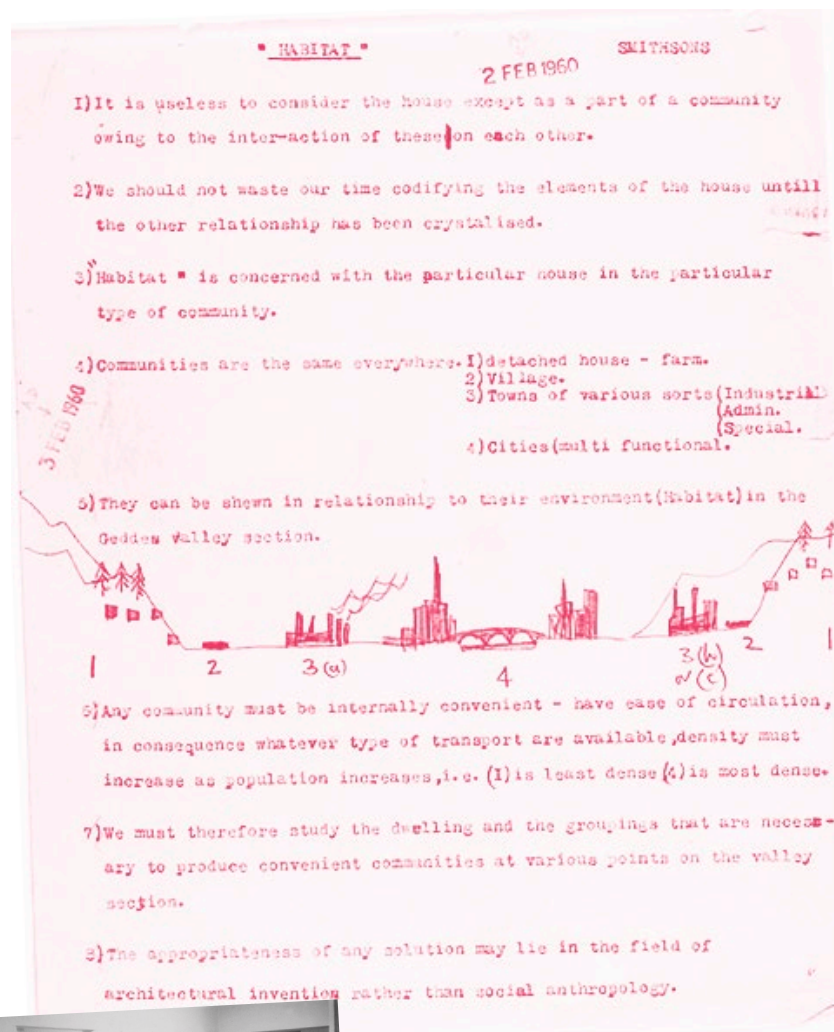 " HABITAT "
SMITHSONS
2 FEB 1960
I)It is useless to consider the house except as a part of a community
owing to the inter-action of these on each other.
2)We should not waste our time codifying the elements of the house untill
the other relationship has been crystalised.
3)"Habitat " is concerned with the particular house in the particular
type of community.
4)Communities are the same everywhere. I)detached house - farm.
2)Village.
3)Towns of various sorts(Industrial
(Admin.
(Special.
4)Cities(multi functional.
3 FEB 1960
5)They can be shewn in relationship to their environment(Habitat)in the
Geddes Valley section.
1 2 3(a) 4 3(b) 2 1
or (c)
6)Any community must be internally convenient - have ease of circulation,
in consequence whatever type of transport are available,density must
increase as population increases,i.e.(I)is least dense(4)is most dense.
7)We must therefore study the dwelling and the groupings that are necess-
ary to produce convenient communities at various points on the valley
section.
8)The appropriateness of any solution may lie in the field of
architectural invention rather than social anthropology.